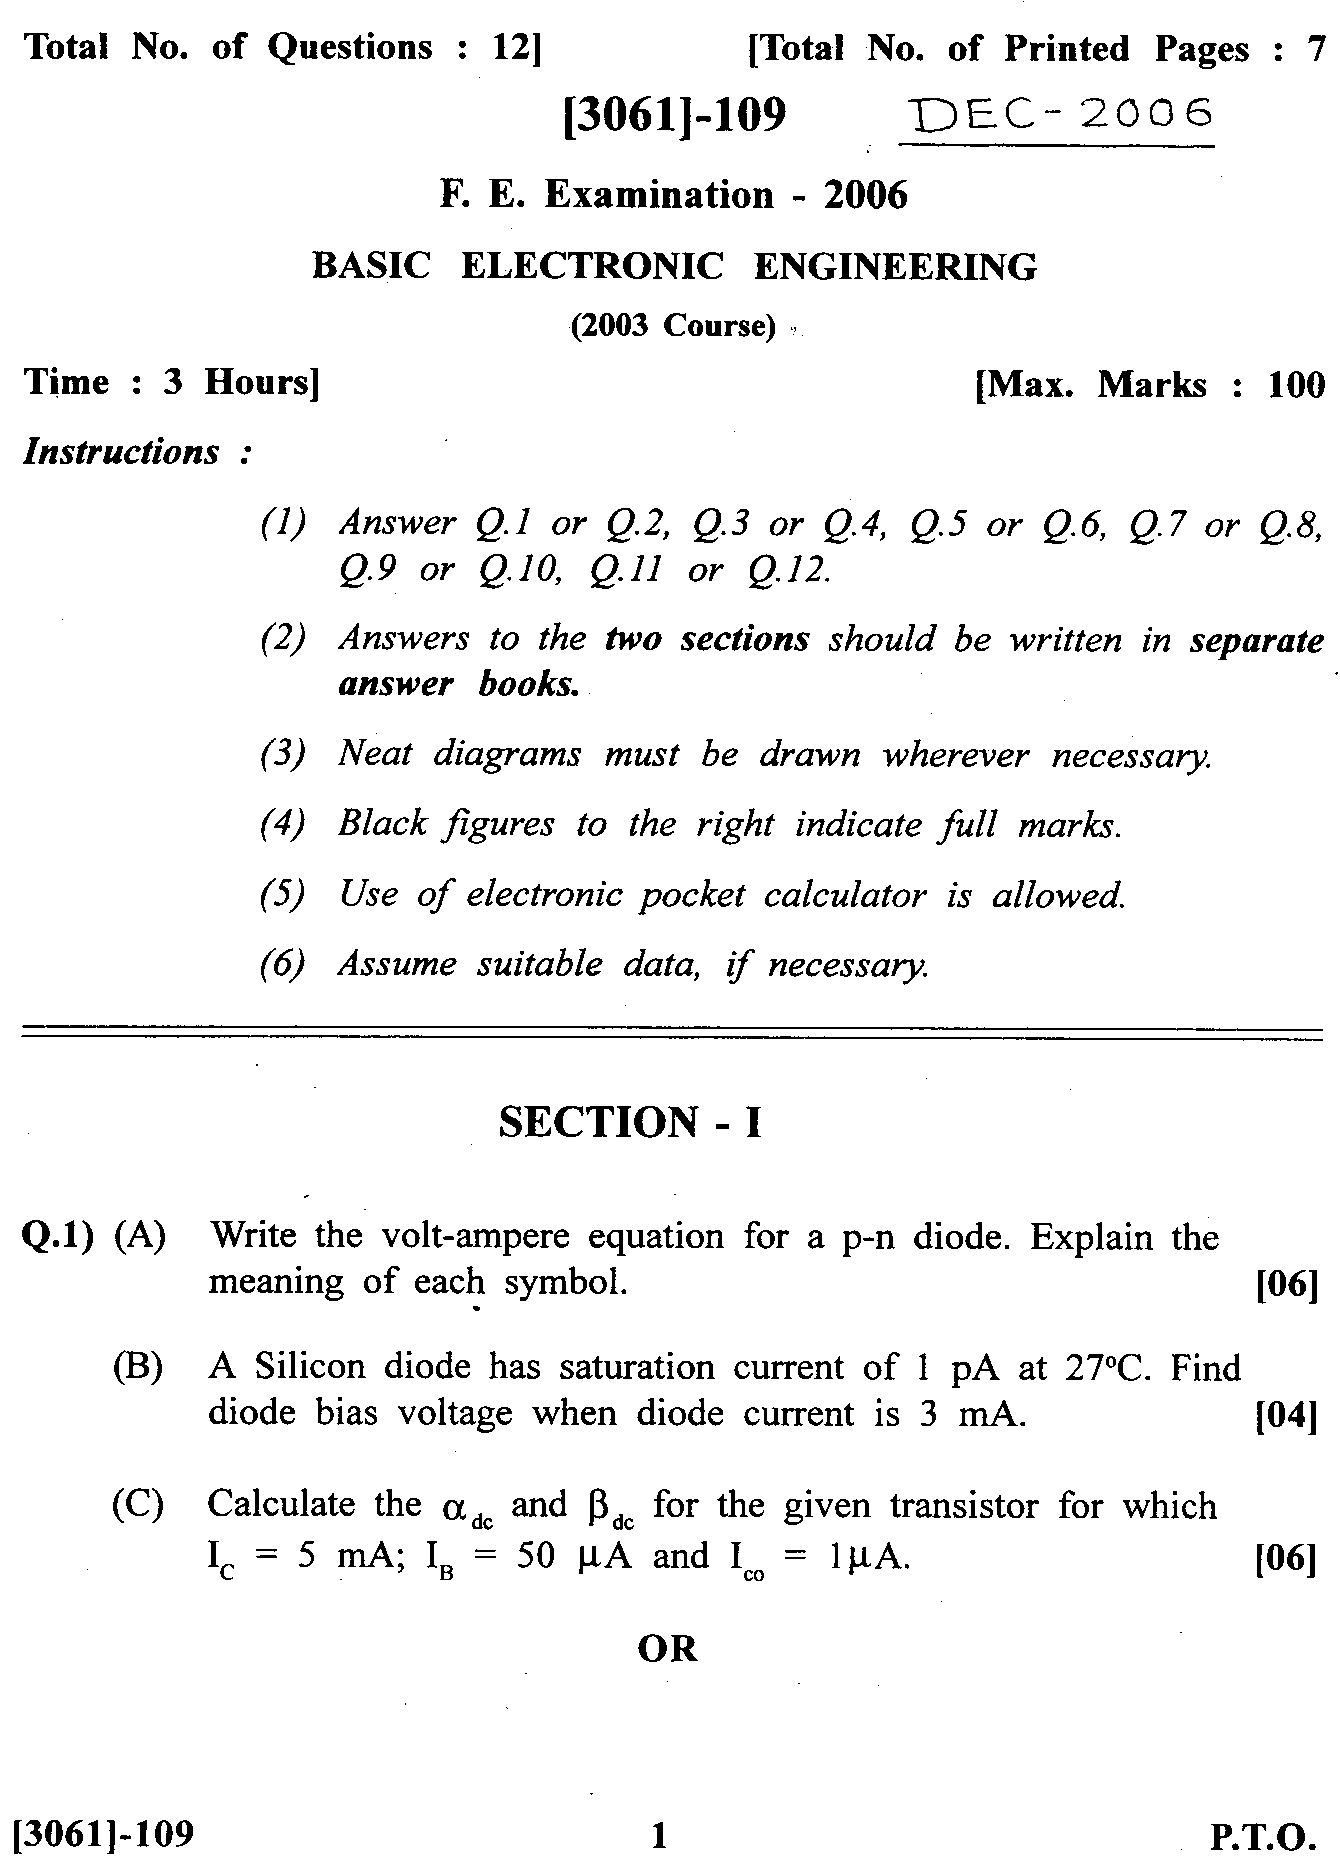 Total No. of Questions : 12] [Total No. of Printed Pages : 7
[3061]-109 DEC-2006
F. E. Examination - 2006
BASIC ELECTRONIC ENGINEERING
(2003 Course)
Time : 3 Hours] [Max. Marks : 100
Instructions :
(1) Answer Q.1 or Q.2, Q.3 or Q.4, Q.5 or Q.6, Q.7 or Q.8,
Q.9 or Q.10, Q.11 or Q.12.
(2) Answers to the two sections should be written in separate
answer books.
(3) Neat diagrams must be drawn wherever necessary.
(4) Black figures to the right indicate full marks.
(5) Use of electronic pocket calculator is allowed.
(6) Assume suitable data, if necessary.
SECTION - I
Q.1) (A) Write the volt-ampere equation for a p-n diode. Explain the
meaning of each symbol. [06]
(B) A Silicon diode has saturation current of 1 pA at 27ºC. Find
diode bias voltage when diode current is 3 mA. [04]
(C) Calculate the α_dc and β_dc for the given transistor for which
I_C = 5 mA; I_B = 50 µA and I_co = 1µA. [06]
OR
[3061]-109 1 P.T.O.